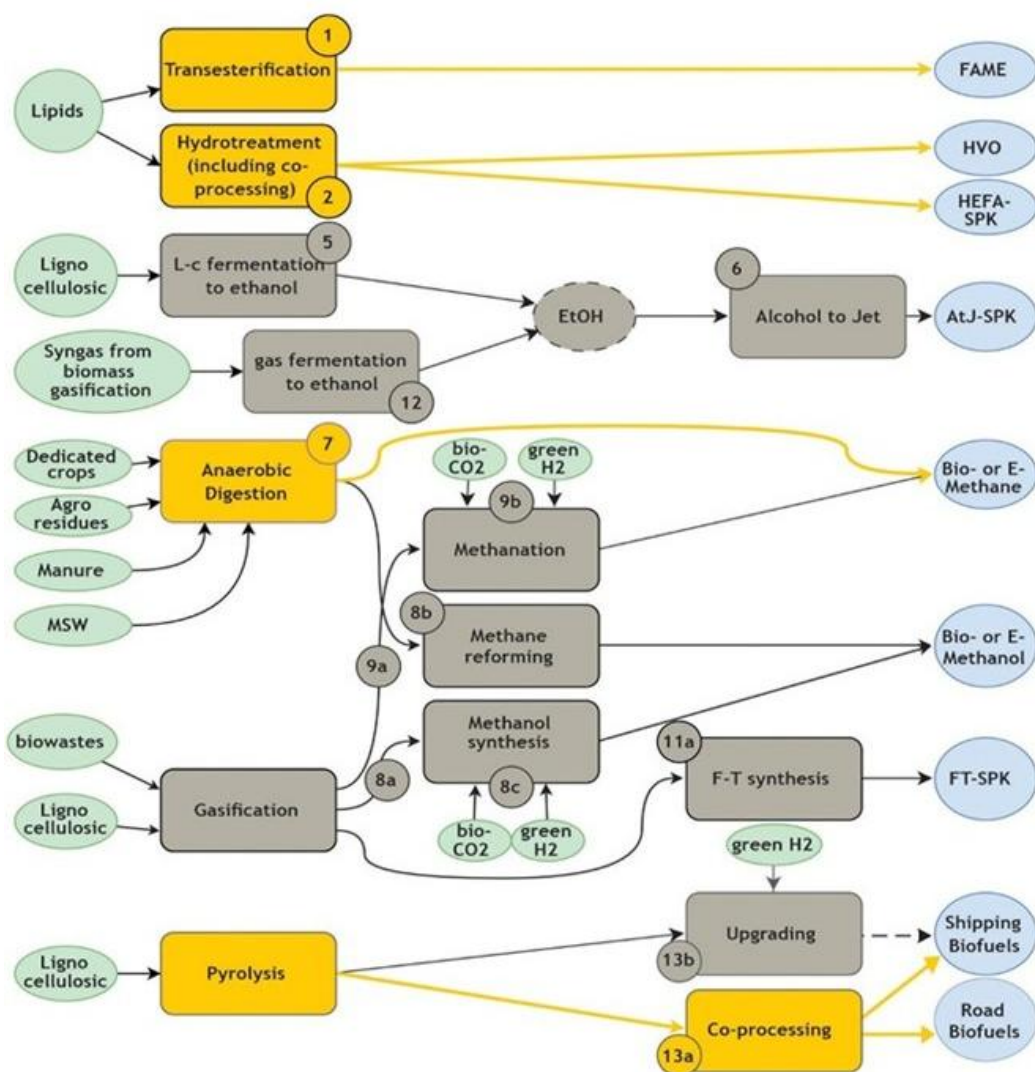 1
Transesterification
FAME
Lipids
Hydrotreatment
(including co-
processing)
2
HVO
HEFA-
SPK
5
Ligno
cellulosic
L-c fermentation
to ethanol
6
EtOH
Alcohol to Jet
AtJ-SPK
Syngas from
biomass
gasification
gas fermentation
to ethanol
12
7
Dedicated
crops
Anaerobic
Digestion
bio-
CO2
green
H2
Bio- or E-
Methane
Agro
residues
9b
Methanation
Manure
MSW
8b
Methane
reforming
Bio- or E-
Methanol
9a
biowastes
Methanol
synthesis
11a
8a
8c
F-T synthesis
FT-SPK
Gasification
Ligno
cellulosic
bio-
CO2
green
H2
green H2
Upgrading
13b
Shipping
Biofuels
Ligno
cellulosic
Pyrolysis
Co-processing
13a
Road
Biofuels